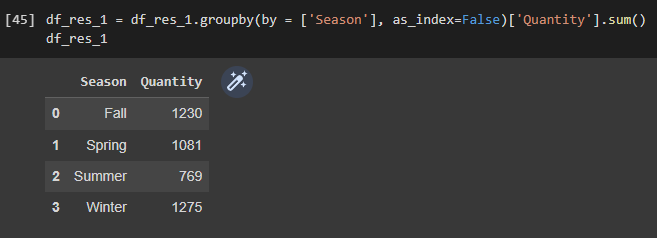 [45] df_res_1 = df_res_1.groupby(by = ['Season'], as_index=False)['Quantity'].sum()
df_res_1
Season Quantity
0 Fall 1230
1 Spring 1081
2 Summer 769
3 Winter 1275